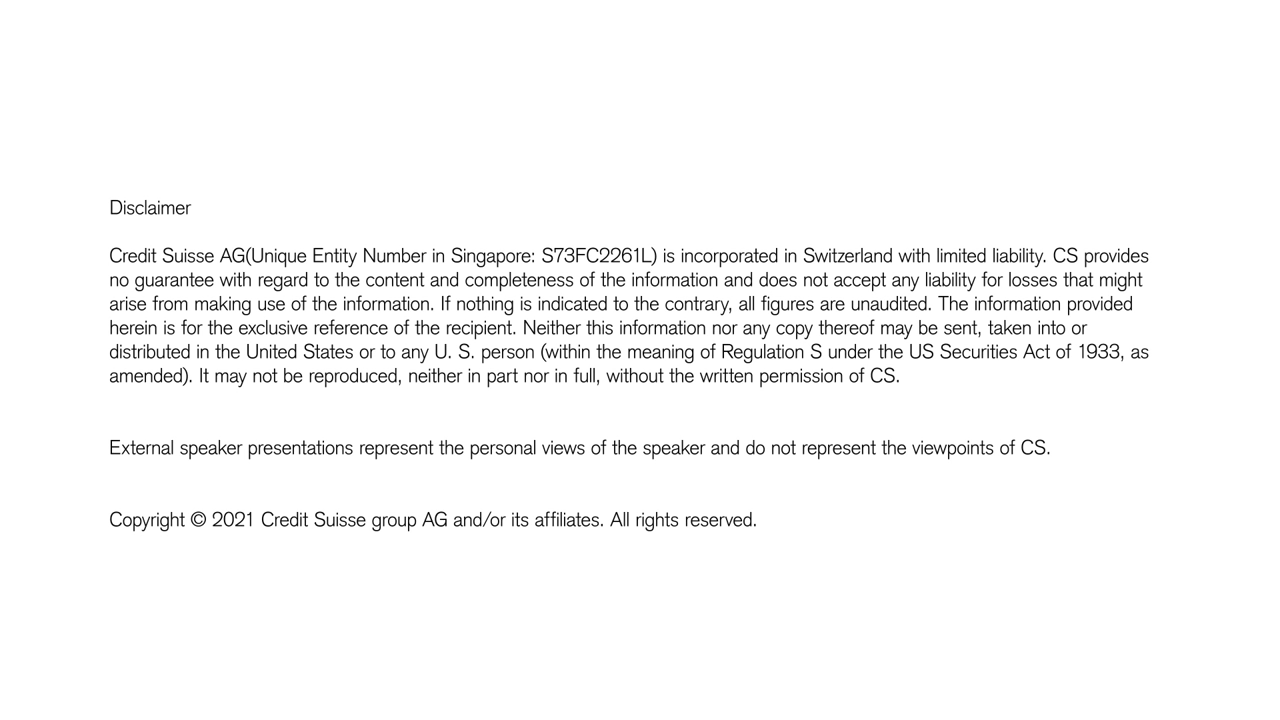 Disclaimer
Credit Suisse AG(Unique Entity Number in Singapore: S73FC2261L) is incorporated in Switzerland with limited liability. CS provides
no guarantee with regard to the content and completeness of the information and does not accept any liability for losses that might
arise from making use of the information. If nothing is indicated to the contrary, all figures are unaudited. The information provided
herein is for the exclusive reference of the recipient. Neither this information nor any copy thereof may be sent, taken into or
distributed in the United States or to any U. S. person (within the meaning of Regulation S under the US Securities Act of 1933, as
amended). It may not be reproduced, neither in part nor in full, without the written permission of CS.
External speaker presentations represent the personal views of the speaker and do not represent the viewpoints of CS.
Copyright © 2021 Credit Suisse group AG and/or its affiliates. All rights reserved.